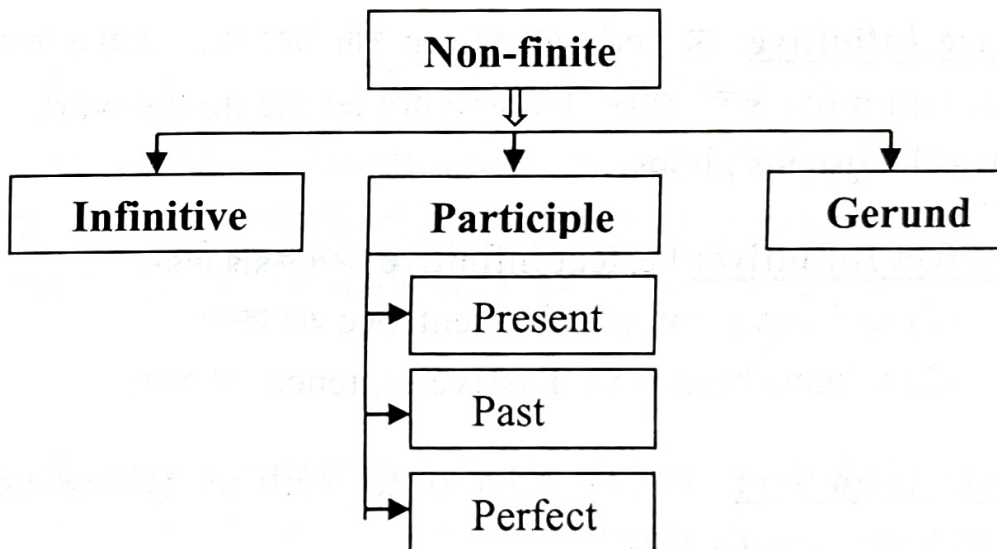 Non-finite
Infinitive
Participle
Gerund
Present
Past
Perfect